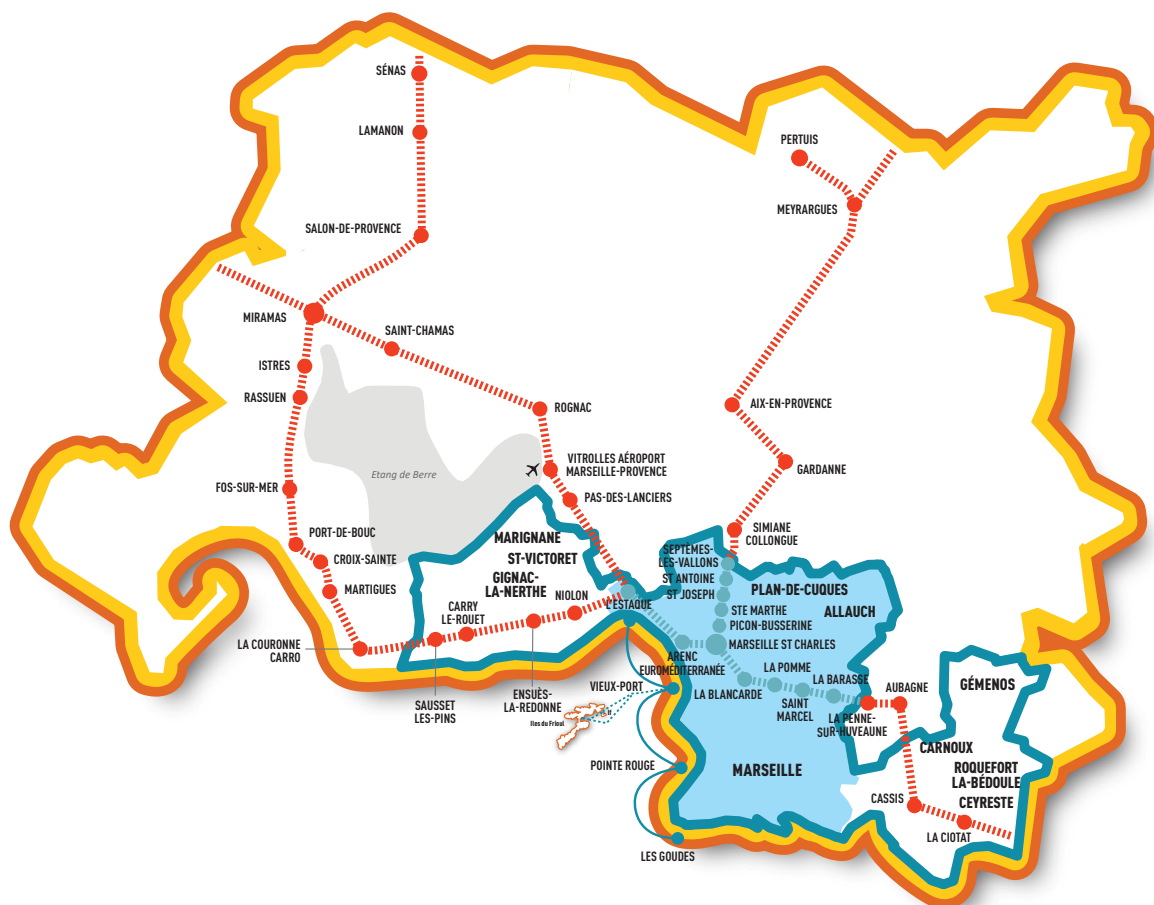 SÉNAS
LAMANON
PERTUIS
MEYRARGUES
SALON-DE-PROVENCE
MIRAMAS
SAINT-CHAMAS
ISTRES
RASSUEN
ROGNAC
AIX-EN-PROVENCE
VITROLLES AÉROPORT
MARSEILLE-PROVENCE
GARDANNE
Etang de Berre
FOS-SUR-MER
PAS-DES-LANCIERS
PORT-DE-BOUC
CROIX-SAINTE
MARTIGUES
MARIGNANE
ST-VICTORET
GIGNAC-
LA-NERTHE
SIMIANE
COLLONGUE
SEPTÈMES-
LES-VALLONS
ST ANTOINE
ST JOSEPH
PLAN-DE-CUQUES
ALLAUCH
NIOLON
L'ESTAQUE
CARRY
LE-ROUET
STE MARTHE
PICON-BUSSERINE
MARSEILLE ST CHARLES
LA COURONNE
CARRO
ARENC
EUROMÉDITERRANÉE
LA POMME
LA BARASSE
LA BLANCARDE
SAINT
MARCEL
AUBAGNE
GÉMENOS
SAUSSET
LES-PINS
ENSUÈS-
LA-REDONNE
VIEUX-PORT
Iles du Frioul
If
LA PENNE-
SUR-HUVEAUNE
CARNOUX
ROQUEFORT
LA-BÉDOULE
CEYRESTE
POINTE ROUGE
MARSEILLE
CASSIS
LA CIOTAT
LES GOUDES